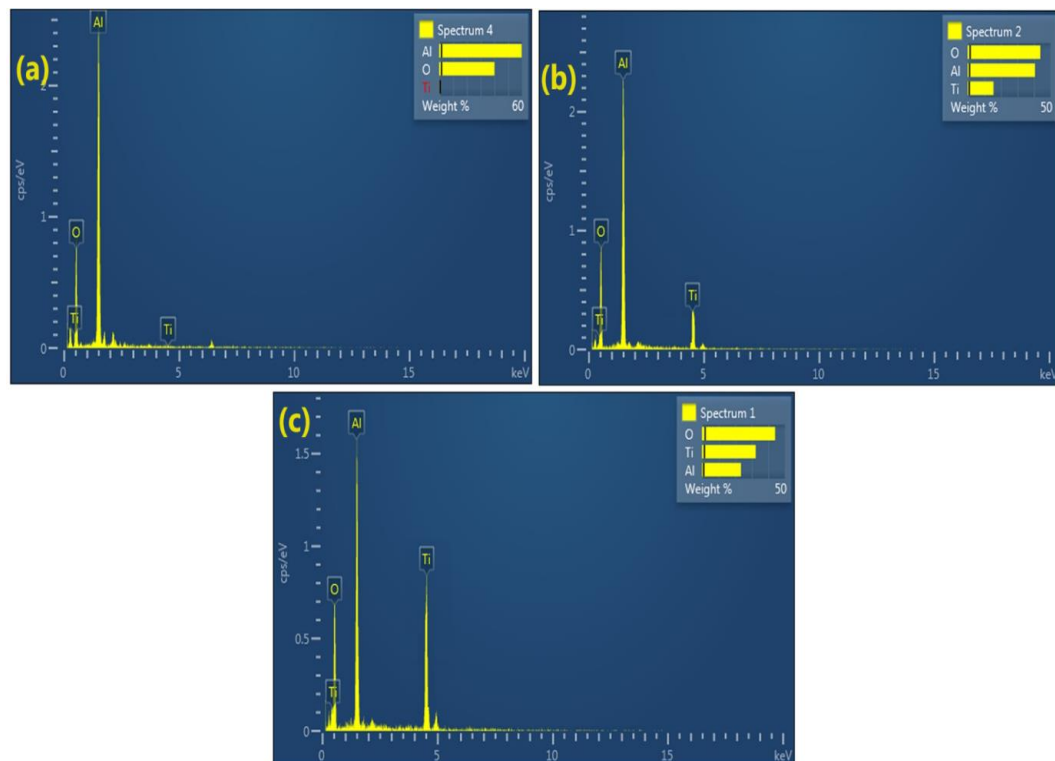 (a)
Spectrum 4
Al
O
Ti
Weight % 60
Al
O
Ti
Ti
cps/eV
2
1
0
0 5 10 15 keV
(b)
Spectrum 2
O
Al
Ti
Weight % 50
Al
O
Ti
Ti
cps/eV
2
1
0
0 5 10 15 keV
(c)
Spectrum 1
O
Ti
Al
Weight % 50
Al
Ti
O
Ti
cps/eV
1.5
1
0.5
0
0 5 10 15 keV